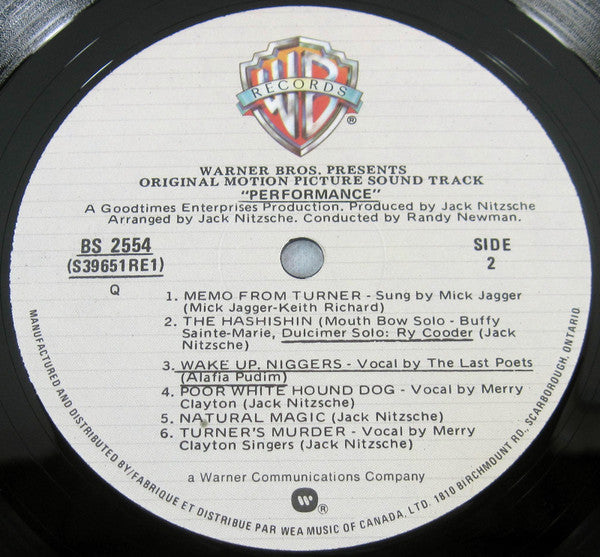 WB
RECORDS
®
WARNER BROS. PRESENTS
ORIGINAL MOTION PICTURE SOUND TRACK
"PERFORMANCE"
A Goodtimes Enterprises Production. Produced by Jack Nitzsche
Arranged by Jack Nitzsche. Conducted by Randy Newman.
BS 2554
(S39651RE1)
Q
SIDE
2
1. MEMO FROM TURNER - Sung by Mick Jagger
(Mick Jagger-Keith Richard)
2. THE HASHISHIN (Mouth Bow Solo - Buffy
Sainte-Marie, Dulcimer Solo: Ry Cooder) (Jack
Nitzsche)
3. WAKE UP, NIGGERS - Vocal by The Last Poets
(Alafia Pudim)
4. POOR WHITE HOUND DOG - Vocal by Merry
Clayton (Jack Nitzsche)
5. NATURAL MAGIC (Jack Nitzsche)
6. TURNER'S MURDER - Vocal by Merry
Clayton Singers (Jack Nitzsche)
a Warner Communications Company
®
MANUFACTURED AND DISTRIBUTED BY/FABRIQUE ET DISTRIBUE PAR WEA MUSIC OF CANADA, LTD. 1810 BIRCHMOUNT RD., SCARBOROUGH, ONTARIO